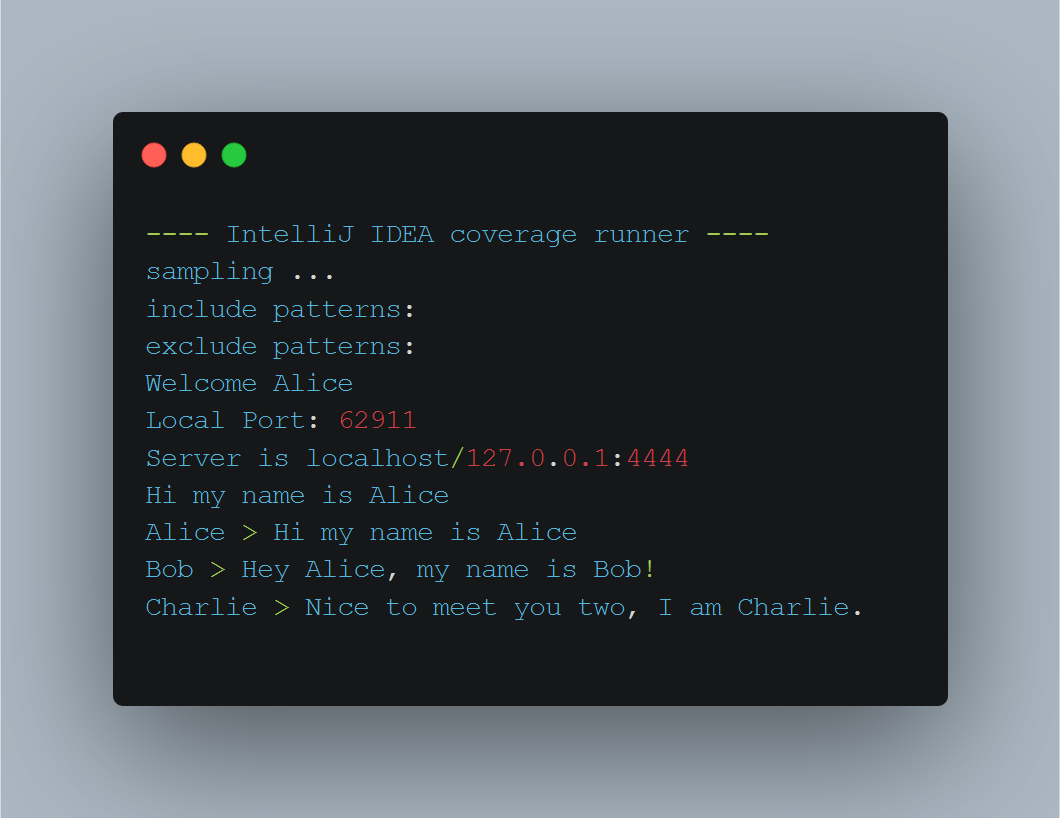 ---- IntelliJ IDEA coverage runner ----
sampling ...
include patterns:
exclude patterns:
Welcome Alice
Local Port: 62911
Server is localhost/127.0.0.1:4444
Hi my name is Alice
Alice > Hi my name is Alice
Bob > Hey Alice, my name is Bob!
Charlie > Nice to meet you two, I am Charlie.